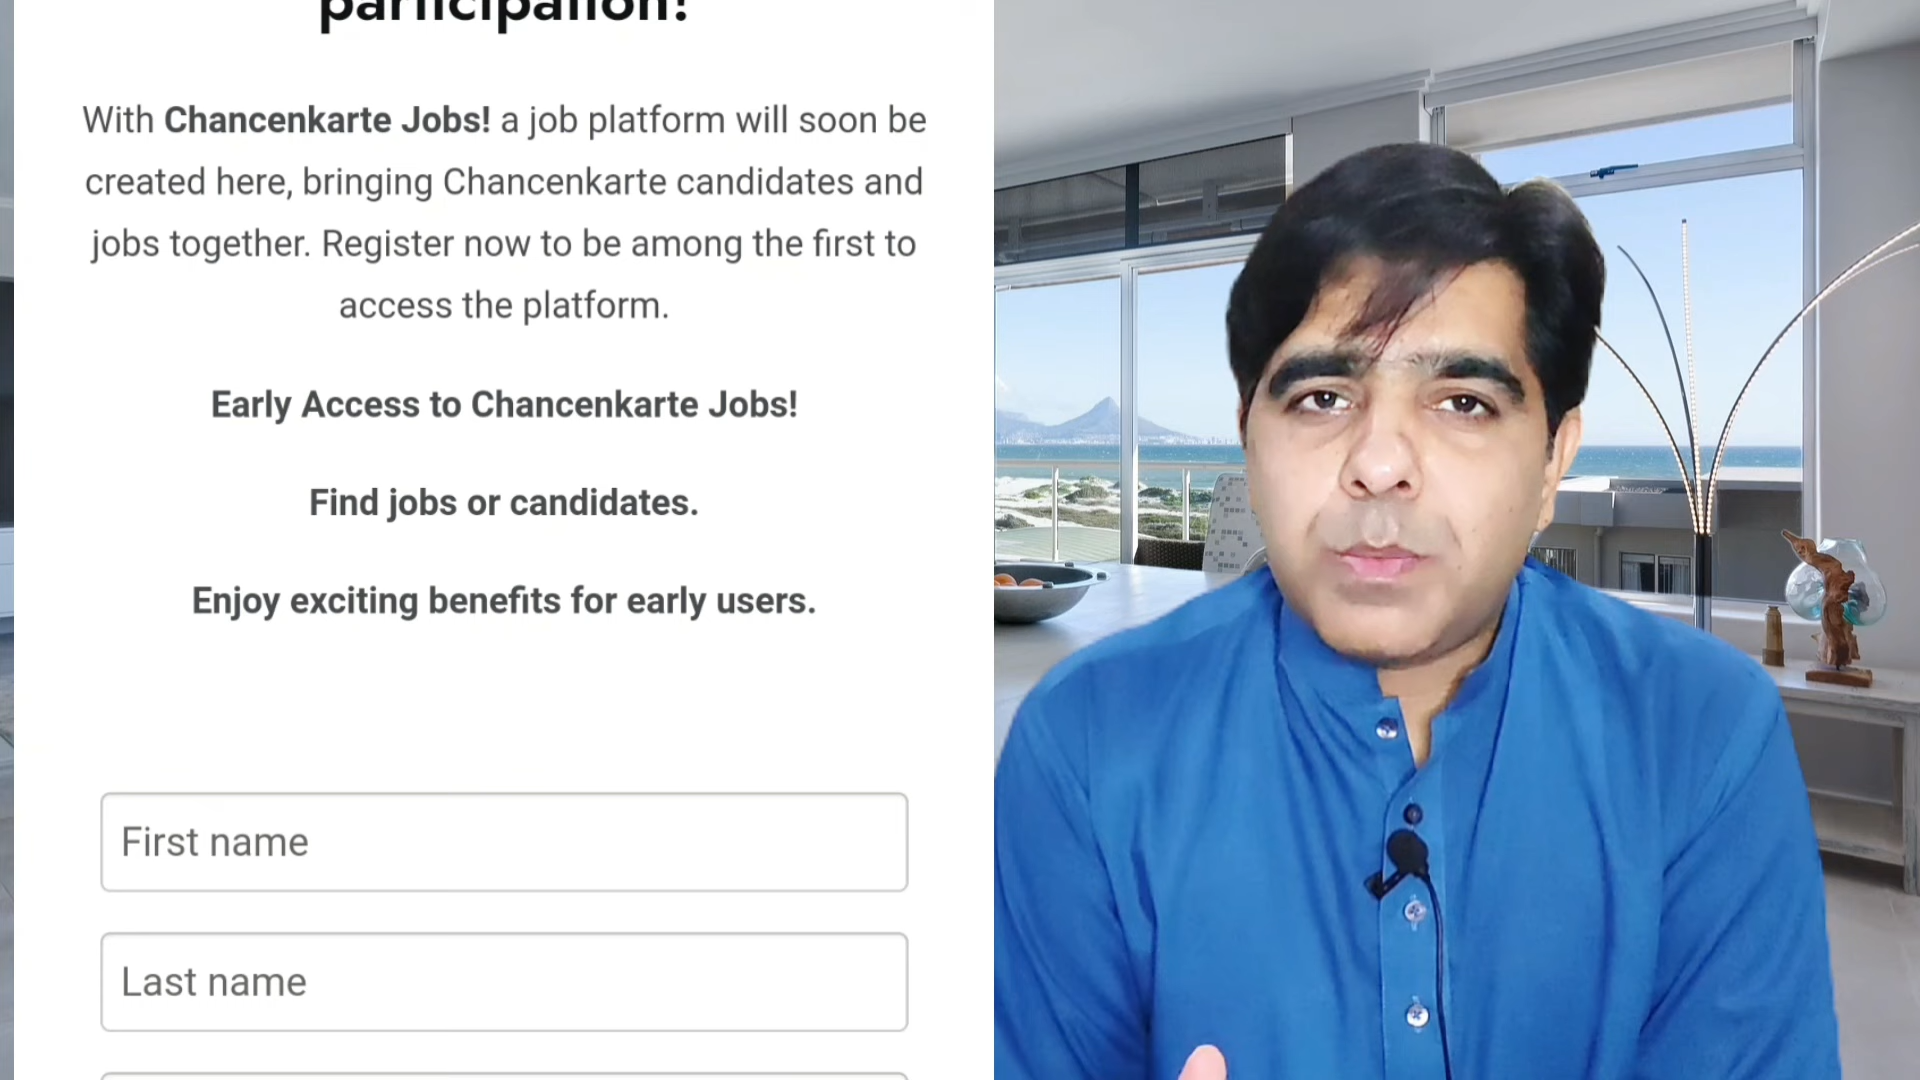 participation!
With Chancenkarte Jobs! a job platform will soon be
created here, bringing Chancenkarte candidates and
jobs together. Register now to be among the first to
access the platform.
Early Access to Chancenkarte Jobs!
Find jobs or candidates.
Enjoy exciting benefits for early users.
First name
Last name